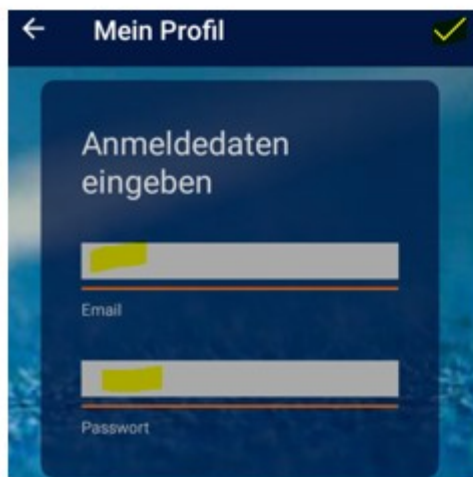 Mein Profil
Anmeldedaten
eingeben
Email
Passwort